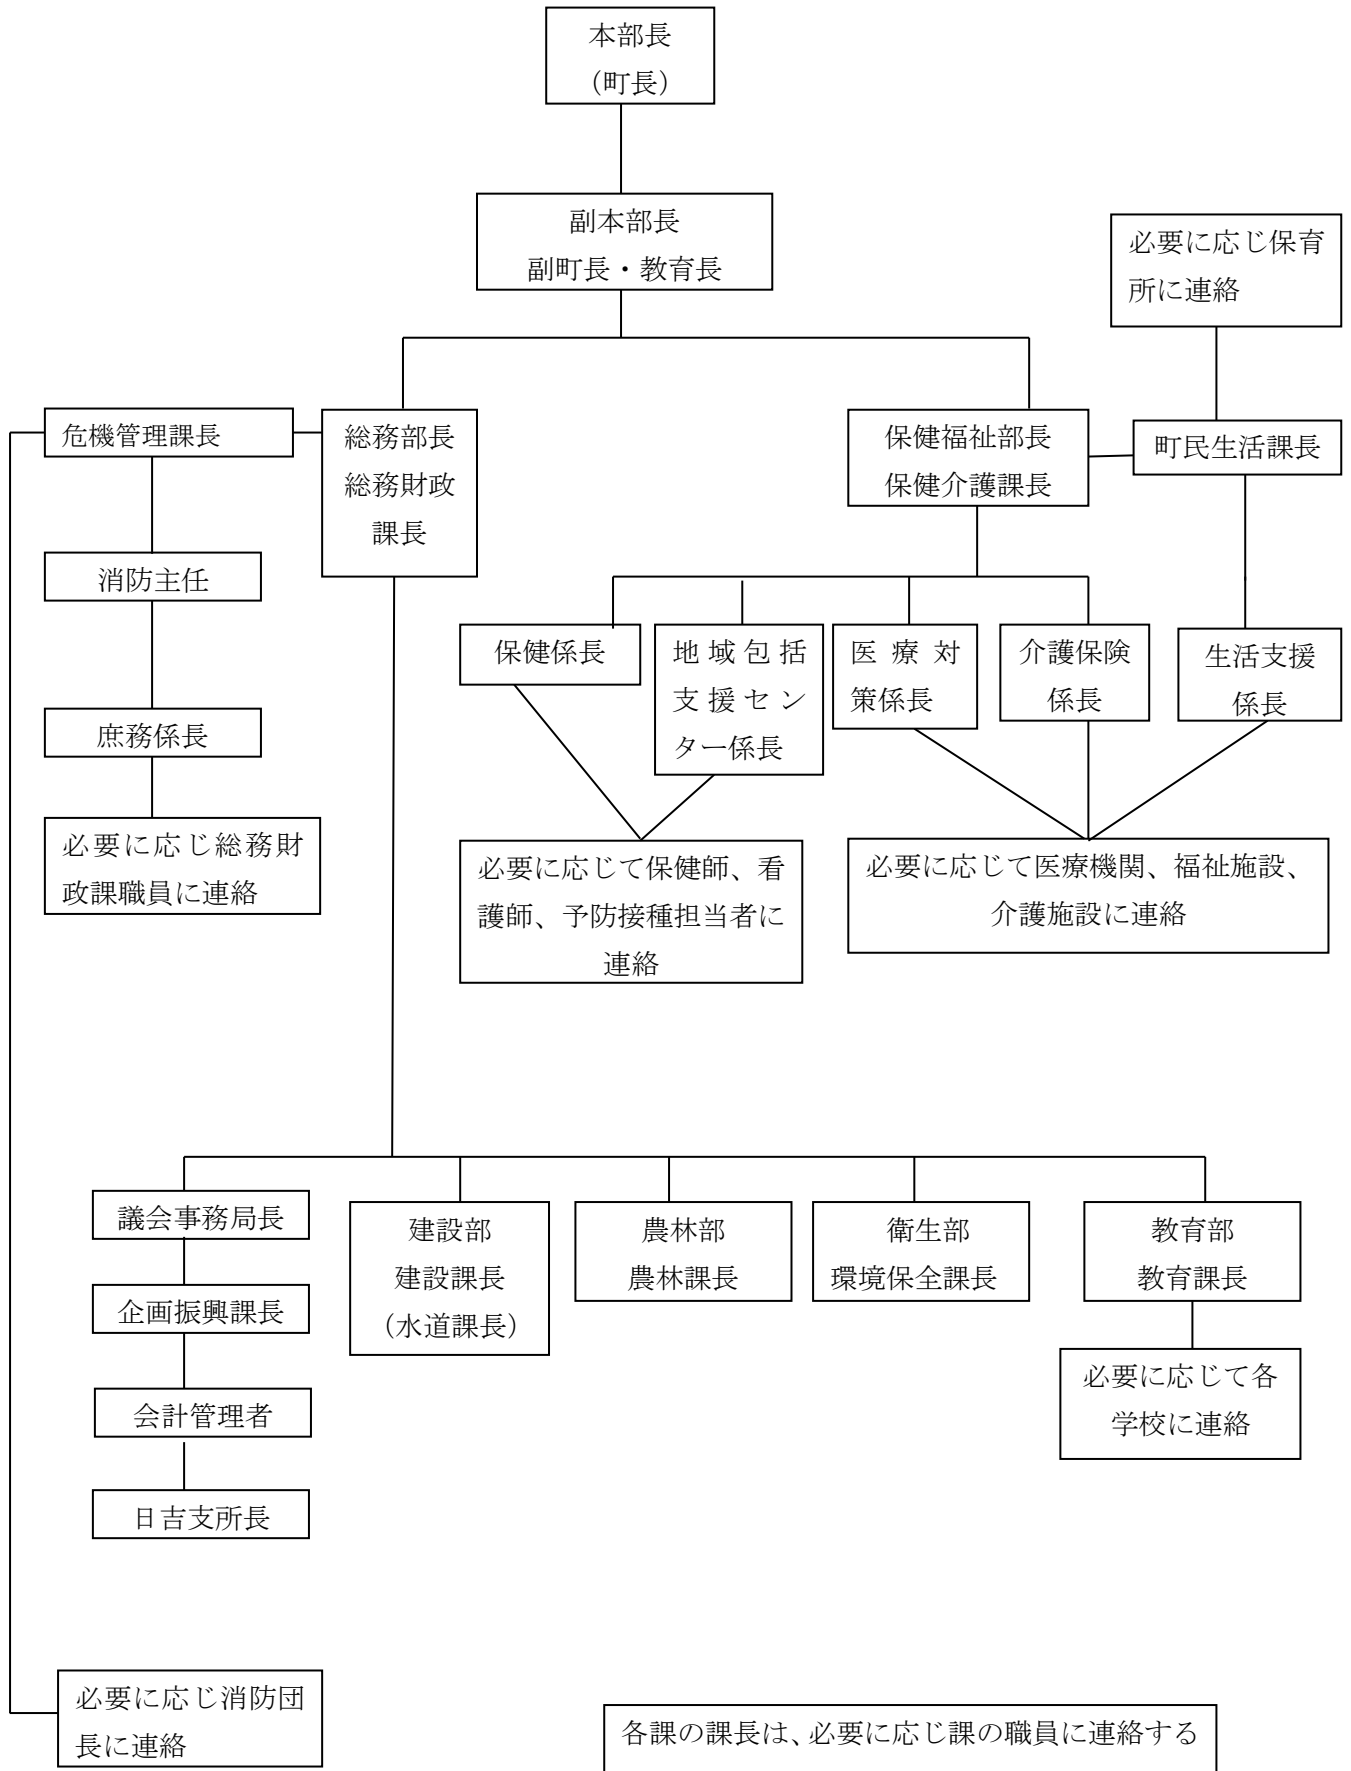 本部長
(町長)
副本部長
副町長・教育長
必要に応じ保育
所に連絡
危機管理課長
総務部長
総務財政
課長
保健福祉部長
保健介護課長
町民生活課長
消防主任
保健係長
地域包括
支援セン
ター係長
医療対
策係長
介護保険
係長
生活支援
係長
庶務係長
必要に応じ総務財
政課職員に連絡
必要に応じて保健師、看
護師、予防接種担当者に
連絡
必要に応じて医療機関、福祉施設、
介護施設に連絡
議会事務局長
建設部
建設課長
(水道課長)
農林部
農林課長
衛生部
環境保全課長
教育部
教育課長
企画振興課長
必要に応じて各
学校に連絡
会計管理者
日吉支所長
必要に応じ消防団
長に連絡
各課の課長は、必要に応じ課の職員に連絡する